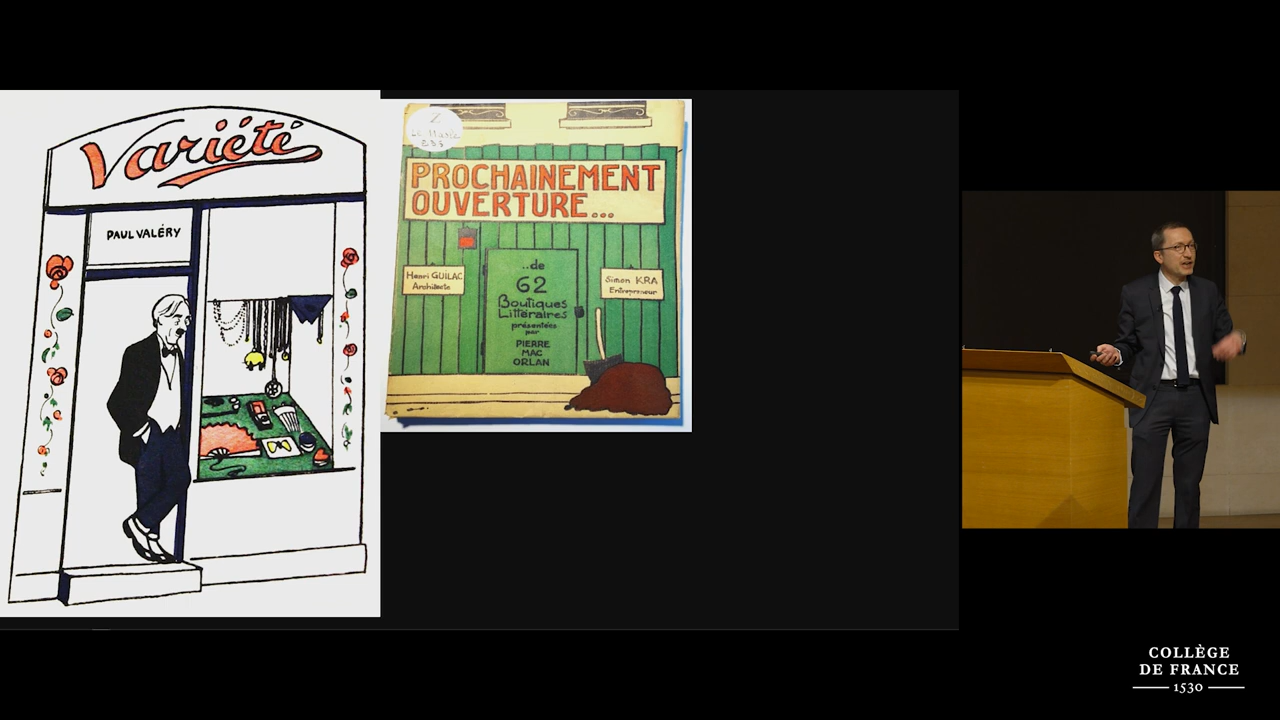 Variété
PAUL VALÉRY
Z
PROCHAINEMENT
OUVERTURE...
Henri GUILAC
Architecte
Simon KRA
Entrepreneur
...de
62
Boutiques
Littéraires
présentées
par
PIERRE
MAC
ORLAN
COLLÈGE
DE FRANCE
1530